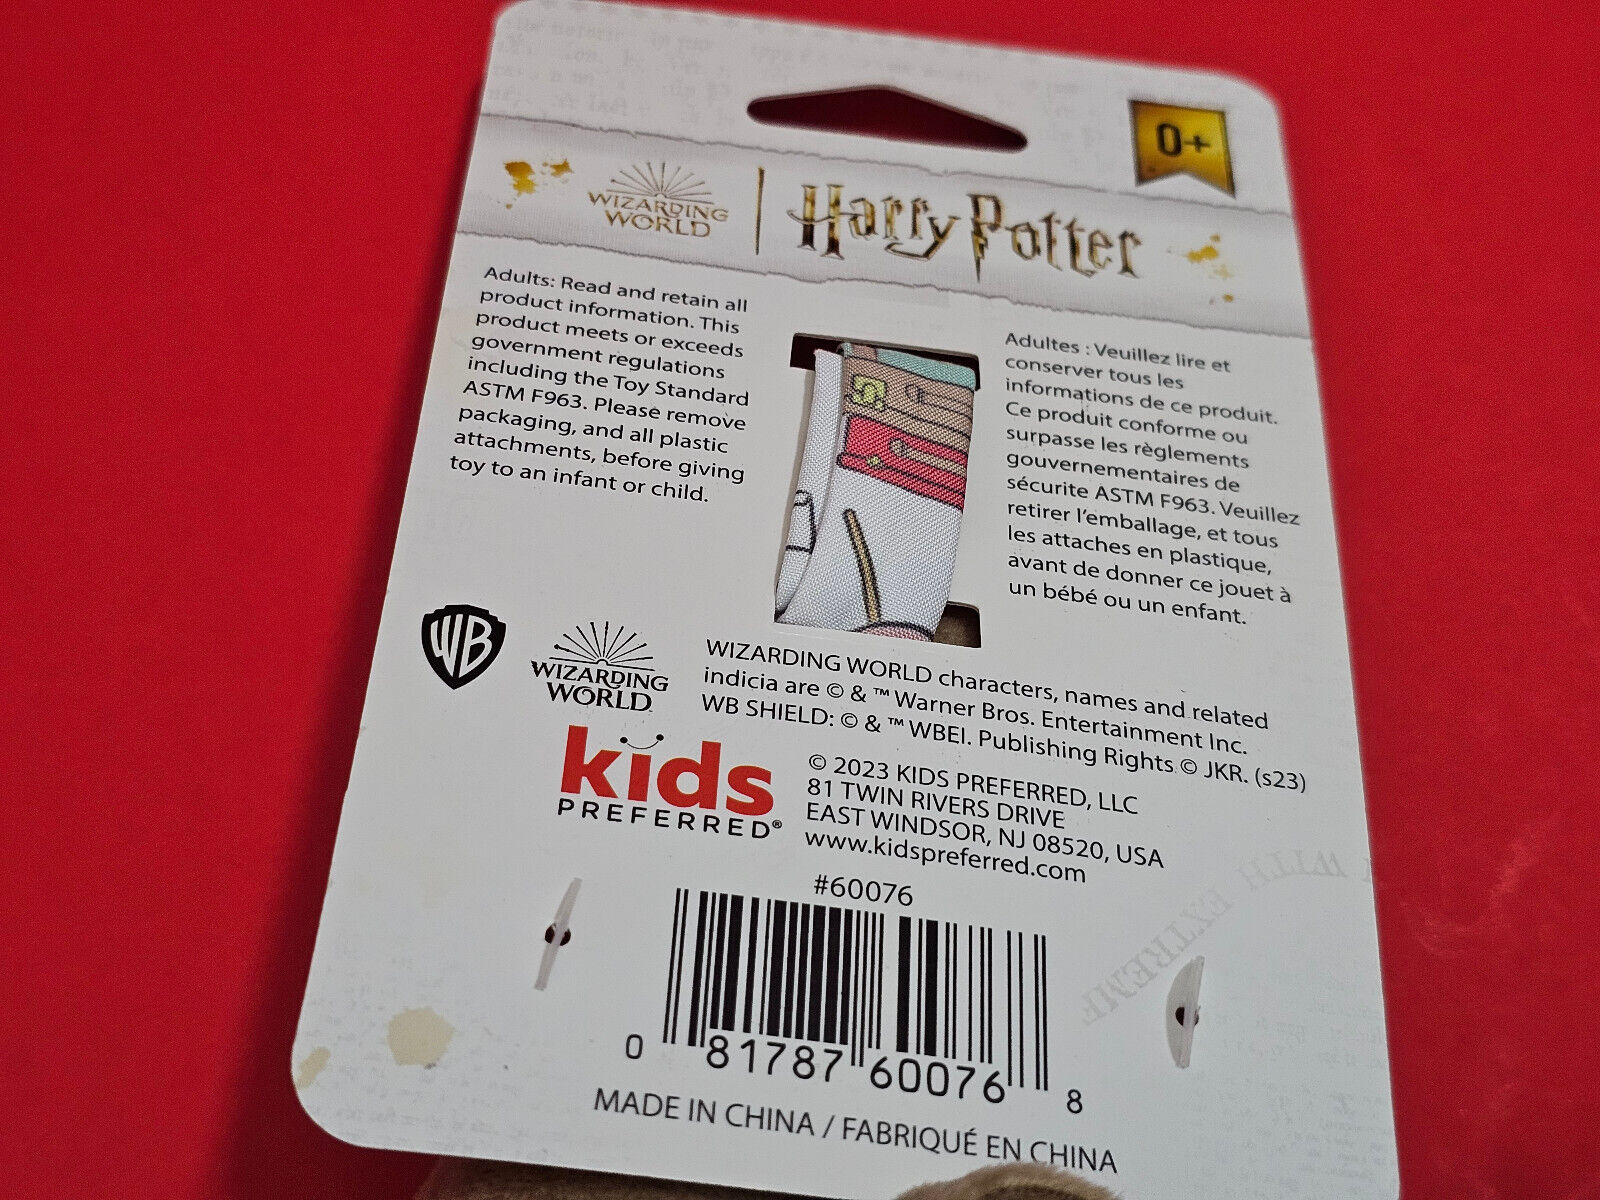 0+
WIZARDING
WORLD
Harry Potter
Adults: Read and retain all
product information. This
product meets or exceeds
government regulations
including the Toy Standard
ASTM F963. Please remove
packaging, and all plastic
attachments, before giving
toy to an infant or child.
Adultes : Veuillez lire et
conserver tous les
informations de ce produit.
Ce produit conforme ou
surpasse les règlements
gouvernementaires de
sécurite ASTM F963. Veuillez
retirer l'emballage, et tous
les attaches en plastique,
avant de donner ce jouet à
un bébé ou un enfant.
WB
WIZARDING
WORLD
WIZARDING WORLD characters, names and related
indicia are © & ™ Warner Bros. Entertainment Inc.
WB SHIELD: © & ™ WBEI. Publishing Rights © JKR. (s23)
kids
PREFERRED®
© 2023 KIDS PREFERRED, LLC
81 TWIN RIVERS DRIVE
EAST WINDSOR, NJ 08520, USA
www.kidspreferred.com
#60076
EXTREME
WITH
0 81787 60076 8
MADE IN CHINA / FABRIQUÉ EN CHINA